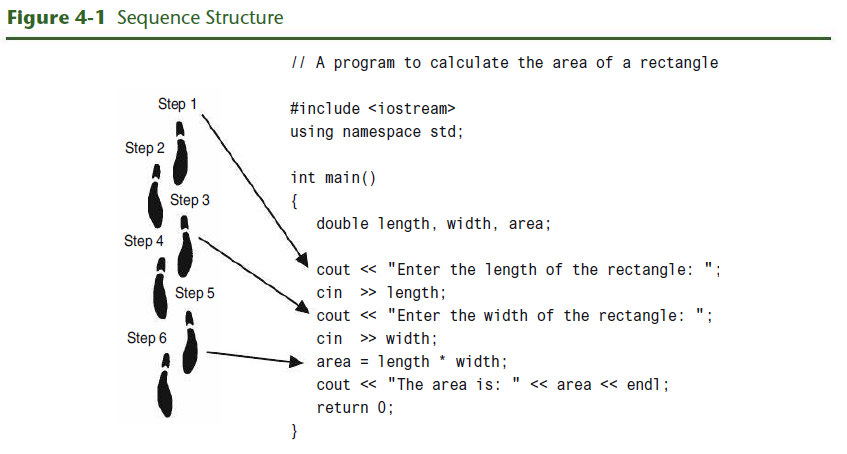 Figure 4-1 Sequence Structure
// A program to calculate the area of a rectangle
Step 1
#include <iostream>
using namespace std;
Step 2
int main()
Step 3
{
double length, width, area;
Step 4
cout << "Enter the length of the rectangle: ";
cin >> length;
Step 5
cout << "Enter the width of the rectangle: ";
cin >> width;
Step 6
area = length * width;
cout << "The area is: " << area << endl;
return 0;
}